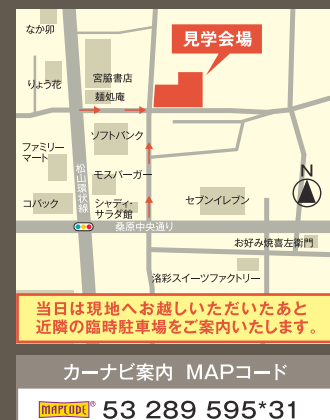 なか卯
見学会場
りょう花
宮脇書店
麺処庵
ソフトバンク
ファミリー
マート
松山環状線
モスバーガー
N
コパック
シャディ・
サラダ館
セブンイレブン
桑原中央通り
お好み焼喜左衛門
洛彩スイーツファクトリー
当日は現地へお越しいただいたあと
近隣の臨時駐車場をご案内いたします。
カーナビ案内 MAPコード
MAPCODE® 53 289 595*31